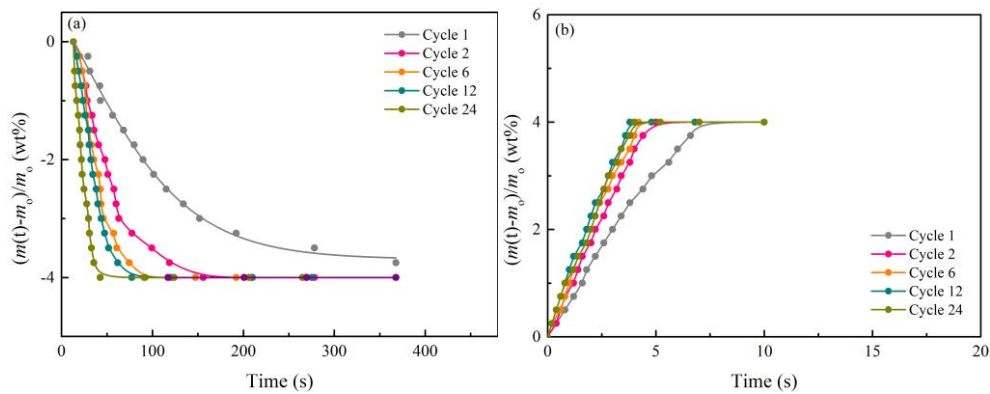 (a)
0
-2
-4
(m(t)-mo)/mo (wt%)
Cycle 1
Cycle 2
Cycle 6
Cycle 12
Cycle 24
0 100 200 300 400
Time (s)
(b)
6
4
2
0
(m(t)-mo)/mo (wt%)
Cycle 1
Cycle 2
Cycle 6
Cycle 12
Cycle 24
0 5 10 15 20
Time (s)